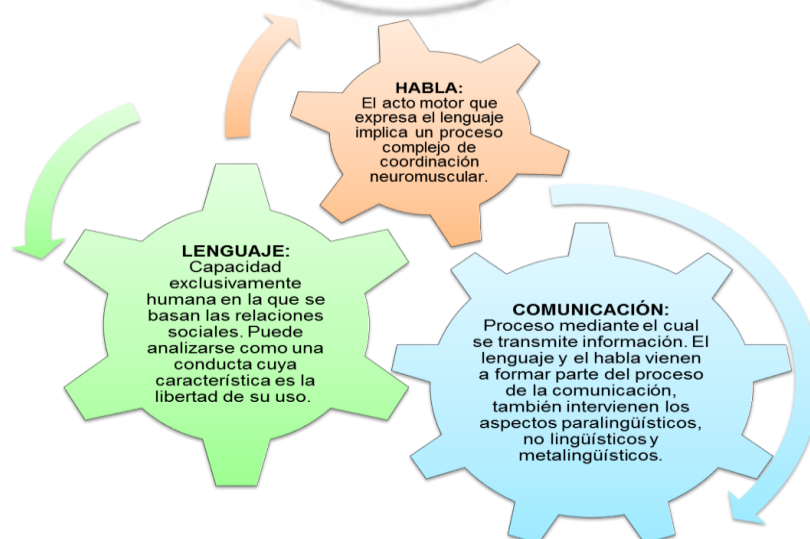 HABLA:
El acto motor que
expresa el lenguaje
implica un proceso
complejo de
coordinación
neuromuscular.
LENGUAJE:
Capacidad
exclusivamente
humana en la que se
basan las relaciones
sociales. Puede
analizarse como una
conducta cuya
característica es la
libertad de su uso.
COMUNICACIÓN:
Proceso mediante el cual
se transmite información. El
lenguaje y el habla vienen
a formar parte del proceso
de la comunicación,
también intervienen los
aspectos paralingüísticos,
no lingüísticos y
metalingüísticos.